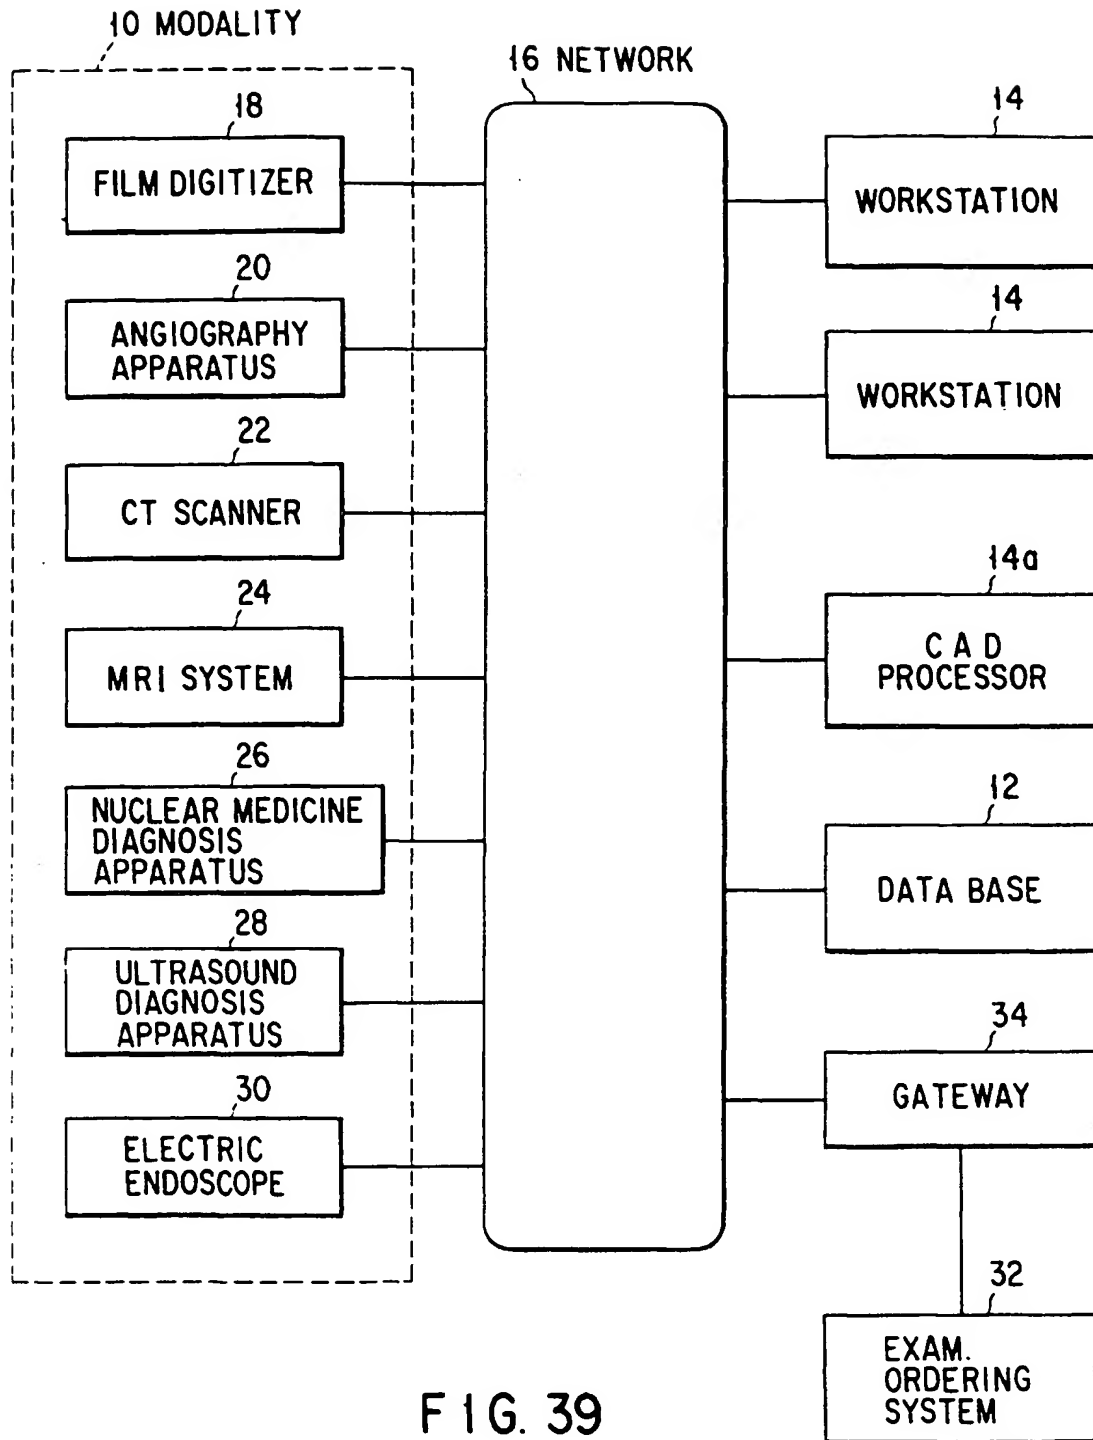 10 MODALITY
18
FILM DIGITIZER
20
ANGIOGRAPHY
APPARATUS
22
CT SCANNER
24
MRI SYSTEM
26
NUCLEAR MEDICINE
DIAGNOSIS
APPARATUS
28
ULTRASOUND
DIAGNOSIS
APPARATUS
30
ELECTRIC
ENDOSCOPE
16 NETWORK
14
WORKSTATION
14
WORKSTATION
14a
CAD
PROCESSOR
12
DATA BASE
34
GATEWAY
32
EXAM.
ORDERING
SYSTEM
FIG. 39